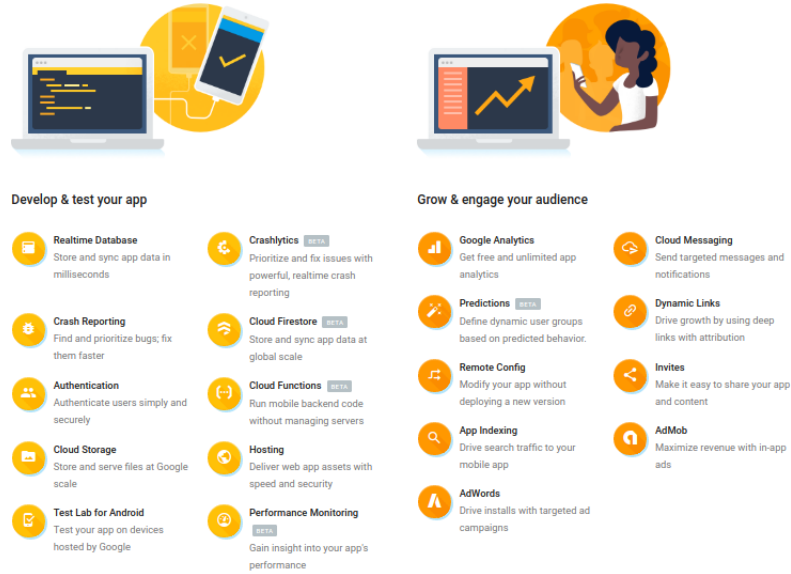 Develop & test your app
Realtime Database
Store and sync app data in
milliseconds
Crashlytics BETA
Prioritize and fix issues with
powerful, realtime crash
reporting
Crash Reporting
Find and prioritize bugs; fix
them faster
Cloud Firestore BETA
Store and sync app data at
global scale
Authentication
Authenticate users simply and
securely
Cloud Functions BETA
Run mobile backend code
without managing servers
Cloud Storage
Store and serve files at Google
scale
Hosting
Deliver web app assets with
speed and security
Test Lab for Android
Test your app on devices
hosted by Google
Performance Monitoring
BETA
Gain insight into your app's
performance
Grow & engage your audience
Google Analytics
Get free and unlimited app
analytics
Cloud Messaging
Send targeted messages and
notifications
Predictions BETA
Define dynamic user groups
based on predicted behavior.
Dynamic Links
Drive growth by using deep
links with attribution
Remote Config
Modify your app without
deploying a new version
Invites
Make it easy to share your app
and content
App Indexing
Drive search traffic to your
mobile app
AdMob
Maximize revenue with in-app
ads
AdWords
Drive installs with targeted ad
campaigns